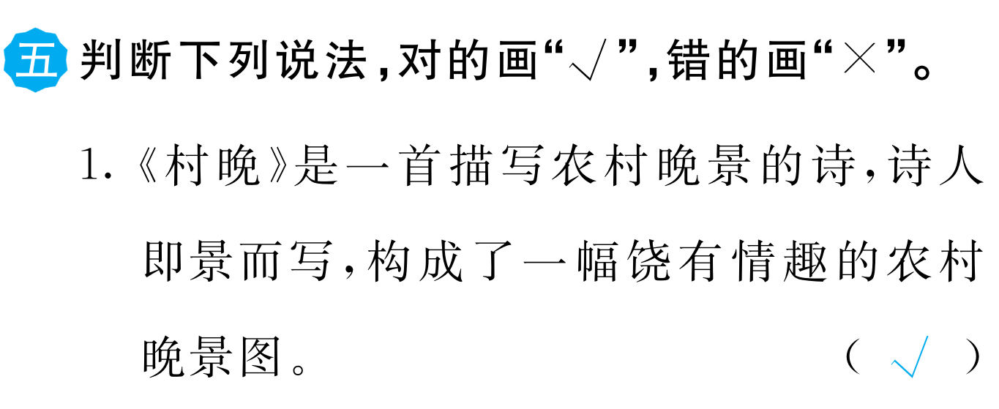 五 判断下列说法,对的画“√”,错的画“×”。
1.《村晚》是一首描写农村晚景的诗,诗人
即景而写,构成了一幅饶有情趣的农村
晚景图。 ( √ )